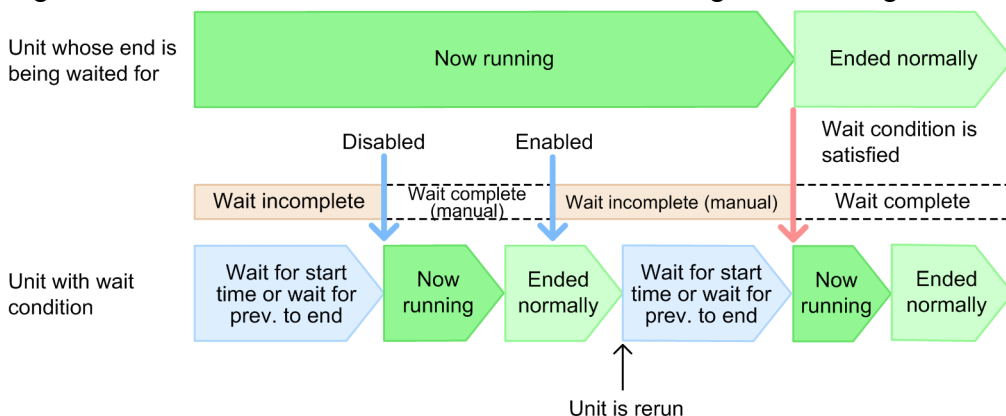 Unit whose end is
being waited for
Now running
Ended normally
Disabled
Enabled
Wait condition is
satisfied
Wait incomplete
Wait complete
(manual)
Wait incomplete (manual)
Wait complete
Unit with wait
condition
Wait for start
time or wait for
prev. to end
Now
running
Ended
normally
Wait for start
time or wait for
prev. to end
Now
running
Ended
normally
Unit is rerun